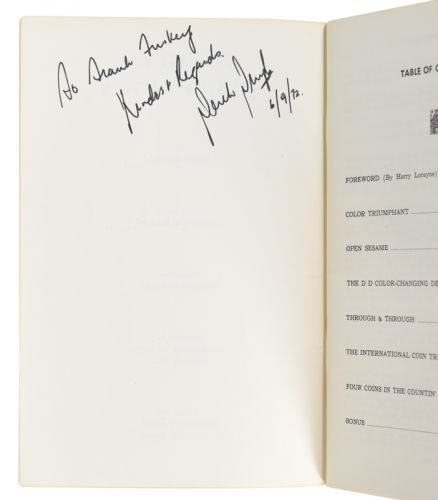 To Frank
Kindest Regards.
6/9/72.
TABLE OF C
FOREWORD (By Harry Lorayne)
COLOR TRIUMPHANT
OPEN SESAME
THE D D COLOR-CHANGING DE
THROUGH & THROUGH
THE INTERNATIONAL COIN TR
FOUR COINS IN THE COUNTIN'
BONUS